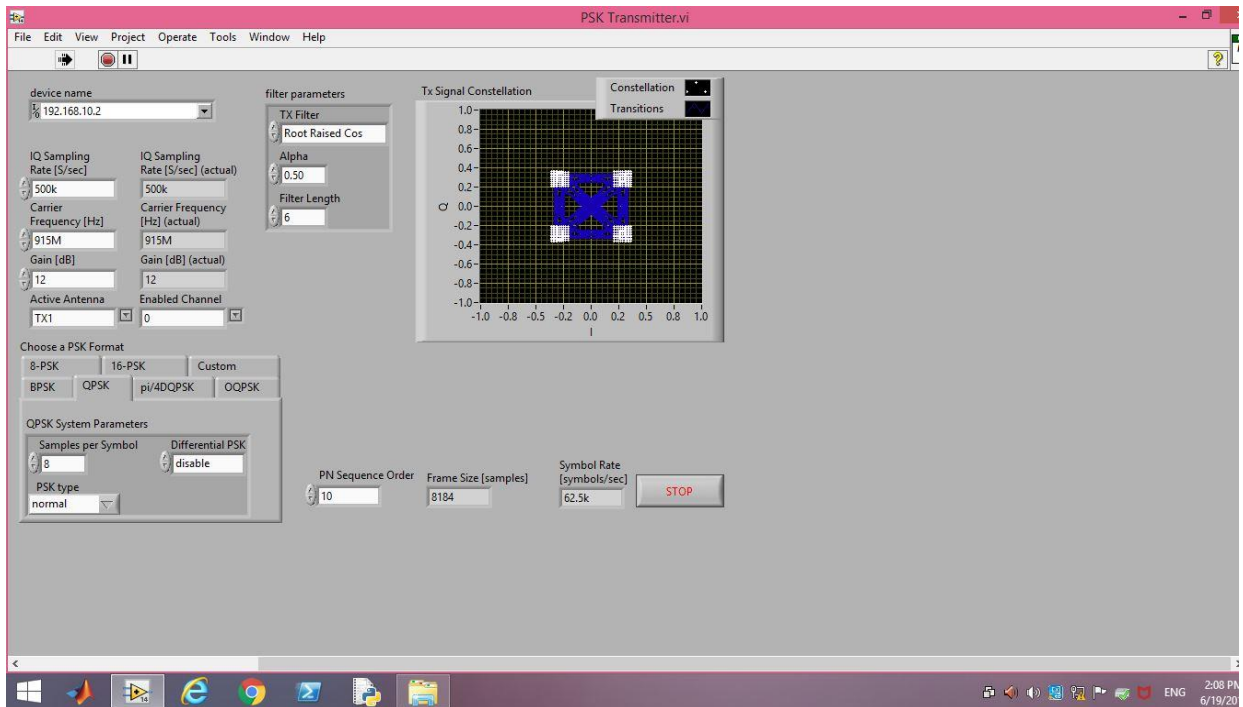 PSK Transmitter.vi
File Edit View Project Operate Tools Window Help
device name
192.168.10.2
IQ Sampling Rate [S/sec]
500k
IQ Sampling Rate [S/sec] (actual)
500k
Carrier Frequency [Hz]
915M
Carrier Frequency [Hz] (actual)
915M
Gain [dB]
12
Gain [dB] (actual)
12
Active Antenna
TX1
Enabled Channel
0
filter parameters
TX Filter
Root Raised Cos
Alpha
0.50
Filter Length
6
Tx Signal Constellation
Constellation
Transitions
1.0
0.8
0.6
0.4
0.2
0.0
-0.2
-0.4
-0.6
-0.8
-1.0
Q
-1.0 -0.8 -0.5 -0.2 0.0 0.2 0.5 0.8 1.0
I
Choose a PSK Format
8-PSK 16-PSK Custom
BPSK QPSK pi/4DQPSK OQPSK
QPSK System Parameters
Samples per Symbol
8
Differential PSK
disable
PSK type
normal
PN Sequence Order
10
Frame Size [samples]
8184
Symbol Rate [symbols/sec]
62.5k
STOP
14
ENG
2:08 PM
6/19/20